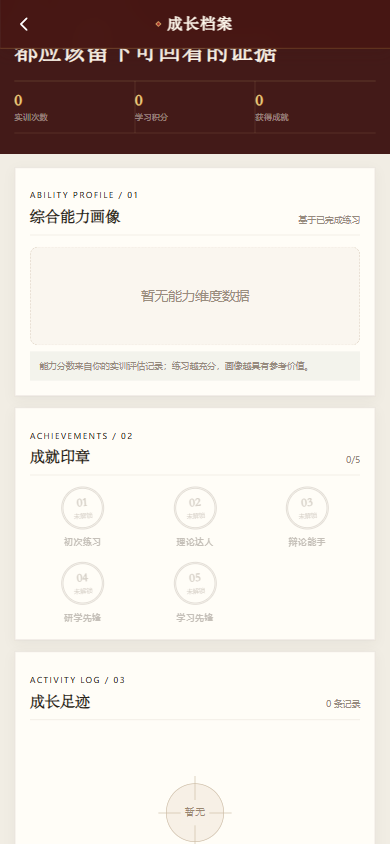 成长档案
都应该留下可回看的证据
0
0
0
实训次数
学习积分
获得成就
ABILITY PROFILE / 01
综合能力画像
基于已完成练习
暂无能力维度数据
能力分数来自你的实训评估记录；练习越充分，画像越具有参考价值。
ACHIEVEMENTS / 02
成就印章
0/5
01
未解锁
02
未解锁
03
未解锁
初次练习
理论达人
辩论能手
04
未解锁
05
未解锁
研学先锋
学习先锋
ACTIVITY LOG / 03
成长足迹
0 条记录
暂无